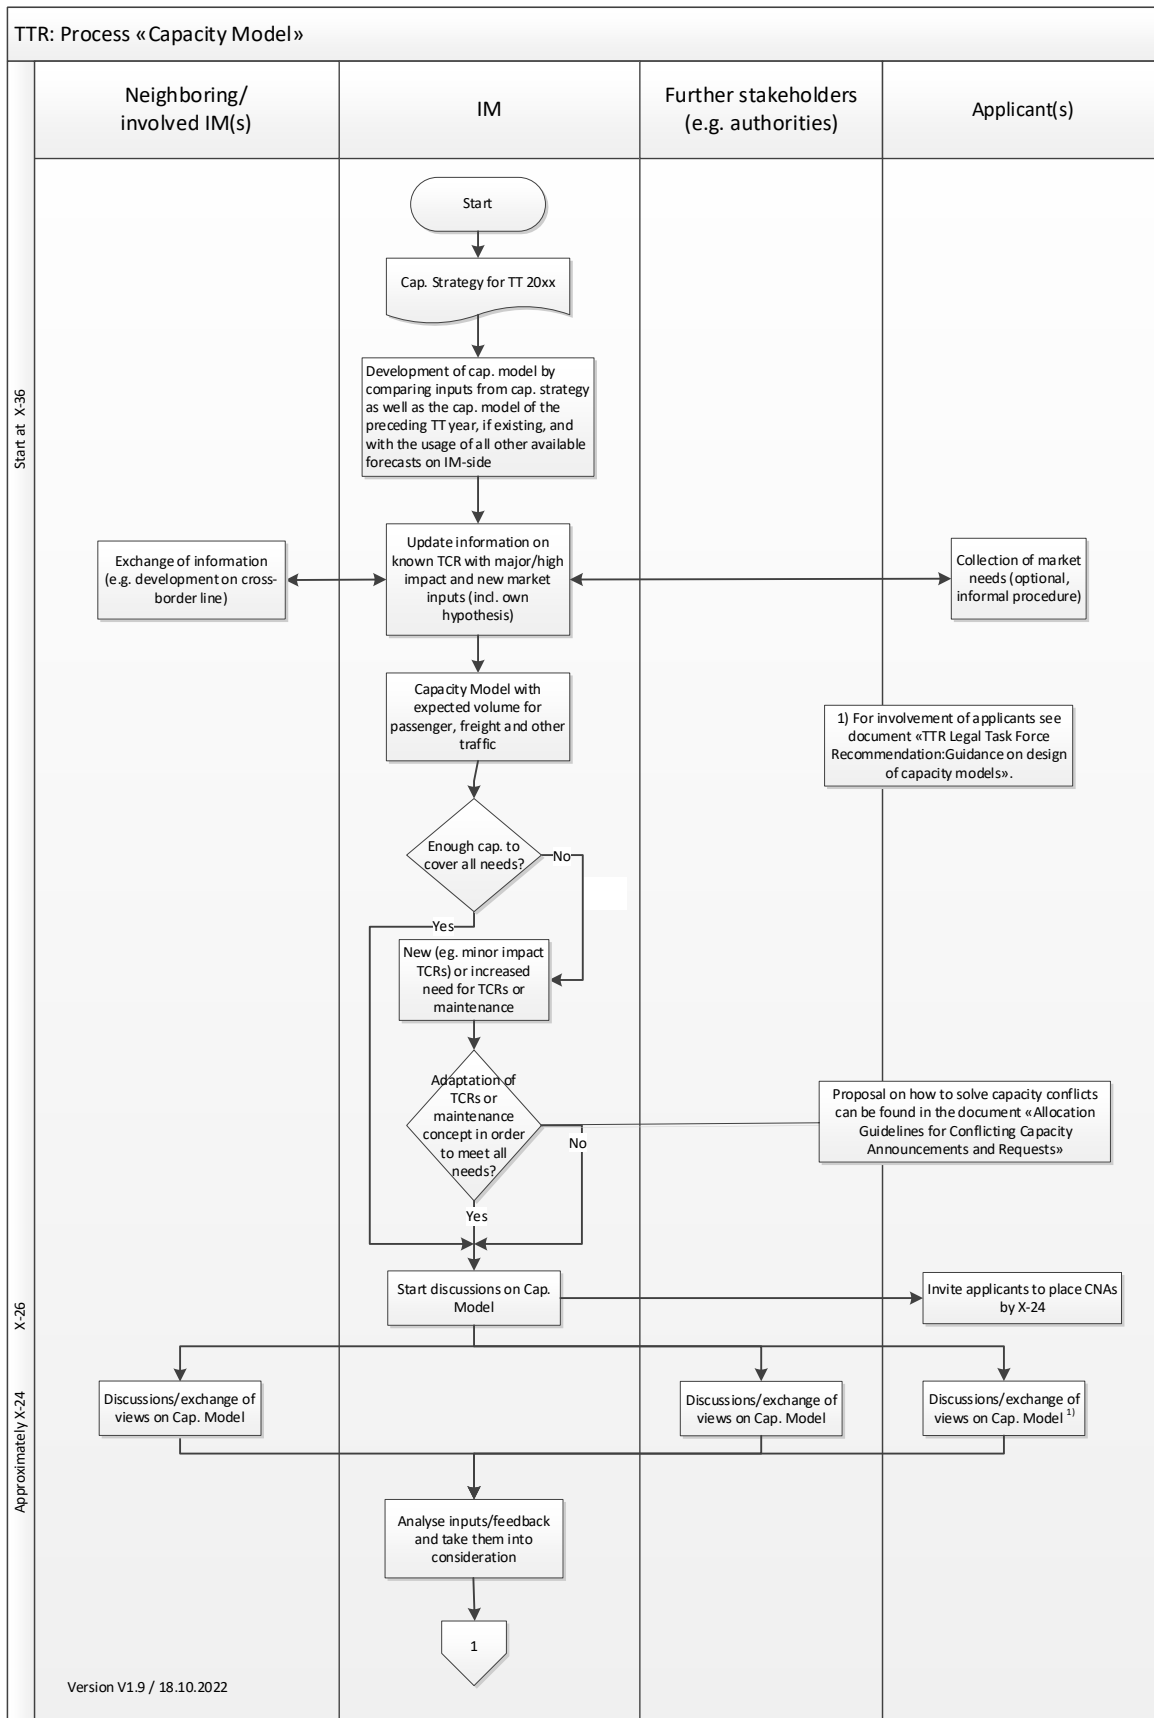 TTR: Process «Capacity Model»
Neighboring/
involved IM(s)
IM
Further stakeholders
(e.g. authorities)
Applicant(s)
Start
Cap. Strategy for TT 20xx
Start at X-36
Development of cap. model by
comparing inputs from cap. strategy
as well as the cap. model of the
preceding TT year, if existing, and
with the usage of all other available
forecasts on IM-side
Exchange of information
(e.g. development on cross-
border line)
Update information on
known TCR with major/high
impact and new market
inputs (incl. own
hypothesis)
Collection of market
needs (optional,
informal procedure)
Capacity Model with
expected volume for
passenger, freight and other
traffic
1) For involvement of applicants see
document «TTR Legal Task Force
Recommendation:Guidance on design
of capacity models».
Enough cap. to
cover all needs?
No
Yes
New (eg. minor impact
TCRs) or increased
need for TCRs or
maintenance
Adaptation of
TCRs or
maintenance
concept in order
to meet all
needs?
No
Yes
Proposal on how to solve capacity conflicts
can be found in the document «Allocation
Guidelines for Conflicting Capacity
Announcements and Requests»
X-26
Start discussions on Cap.
Model
Invite applicants to place CNAs
by X-24
Approximately X-24
Discussions/exchange of
views on Cap. Model
Discussions/exchange of
views on Cap. Model
Discussions/exchange of
views on Cap. Model 1)
Analyse inputs/feedback
and take them into
consideration
1
Version V1.9 / 18.10.2022